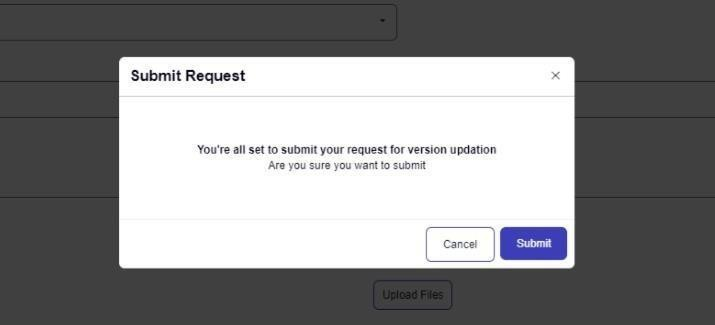 Submit Request
You're all set to submit your request for version updation
Are you sure you want to submit
Cancel
Submit
Upload Files